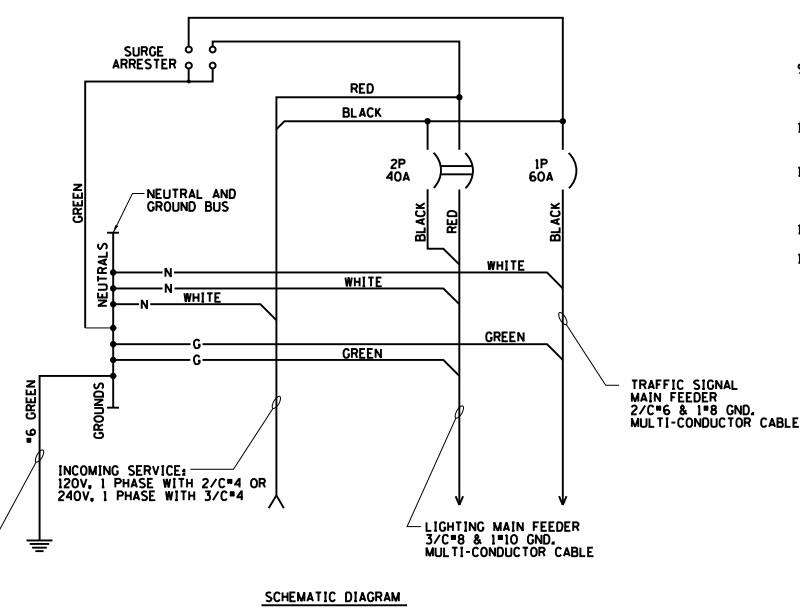 SURGE
ARRESTER
RED
BLACK
2P
40A
1P
60A
GREEN
NEUTRAL AND
GROUND BUS
BLACK
RED
BLACK
NEUTRALS
N
WHITE
N
WHITE
N
WHITE
G
GREEN
G
GREEN
GROUNDS
#6 GREEN
TRAFFIC SIGNAL
MAIN FEEDER
2/C#6 & 1#8 GND.
MULTI-CONDUCTOR CABLE
INCOMING SERVICE:
120V, 1 PHASE WITH 2/C#4 OR
240V, 1 PHASE WITH 3/C#4
LIGHTING MAIN FEEDER
3/C#8 & 1#10 GND.
MULTI-CONDUCTOR CABLE
SCHEMATIC DIAGRAM